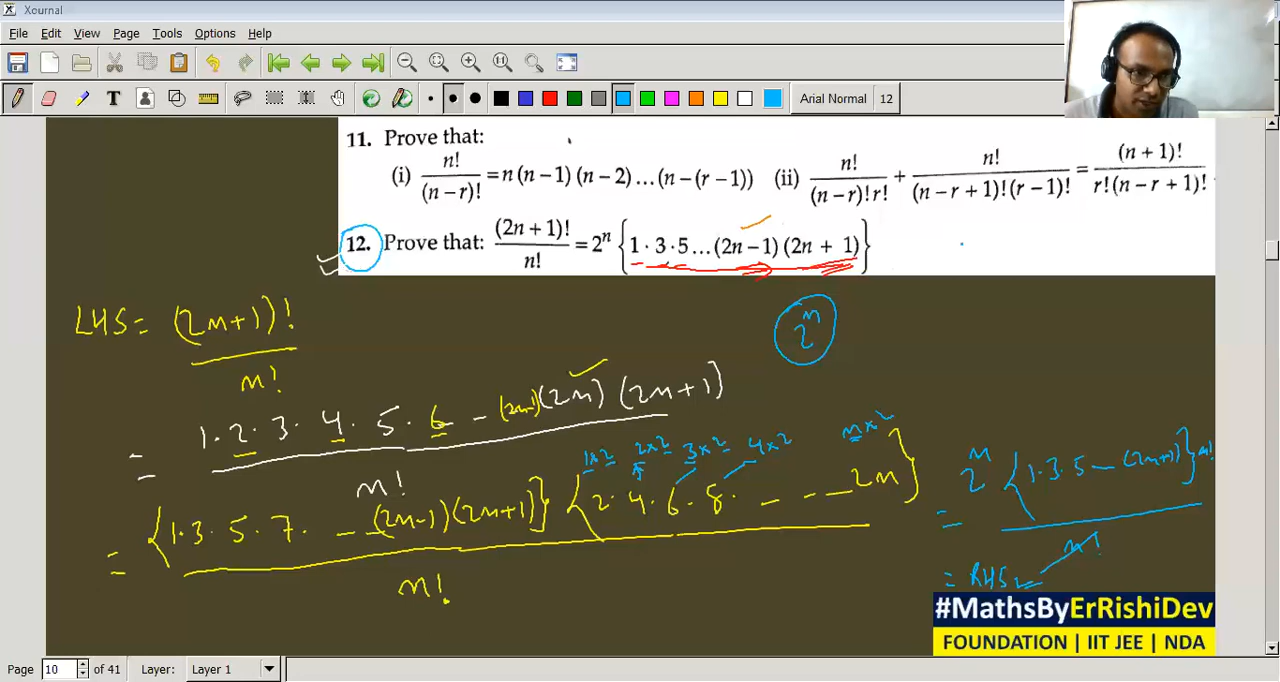 Xournal
File Edit View Page Tools Options Help
Arial Normal 12
11. Prove that:
(i) n!/(n−r)! = n(n−1)(n−2)...(n−(r−1)) (ii) n!/((n−r)!r!) + n!/((n−r+1)!(r−1)!) = (n+1)!/(r!(n−r+1)!)
12. Prove that: (2n+1)!/n! = 2ⁿ {1·3·5...(2n−1)(2n+1)}
LHS = (2n+1)!
n!
2ⁿ
= 1·2·3·4·5·6 - (2n-1)(2n)(2n+1)
n!
1×2 2×2 3×2 4×2 n×2
= {1·3·5·7· -- (2n-1)(2n+1)} {2·4·6·8· --- 2n}
n!
= 2ⁿ {1·3·5 -- (2n+1)} n!
n!
= RHS
#MathsByErRishiDev
FOUNDATION | IIT JEE | NDA
Page 10 of 41 Layer: Layer 1